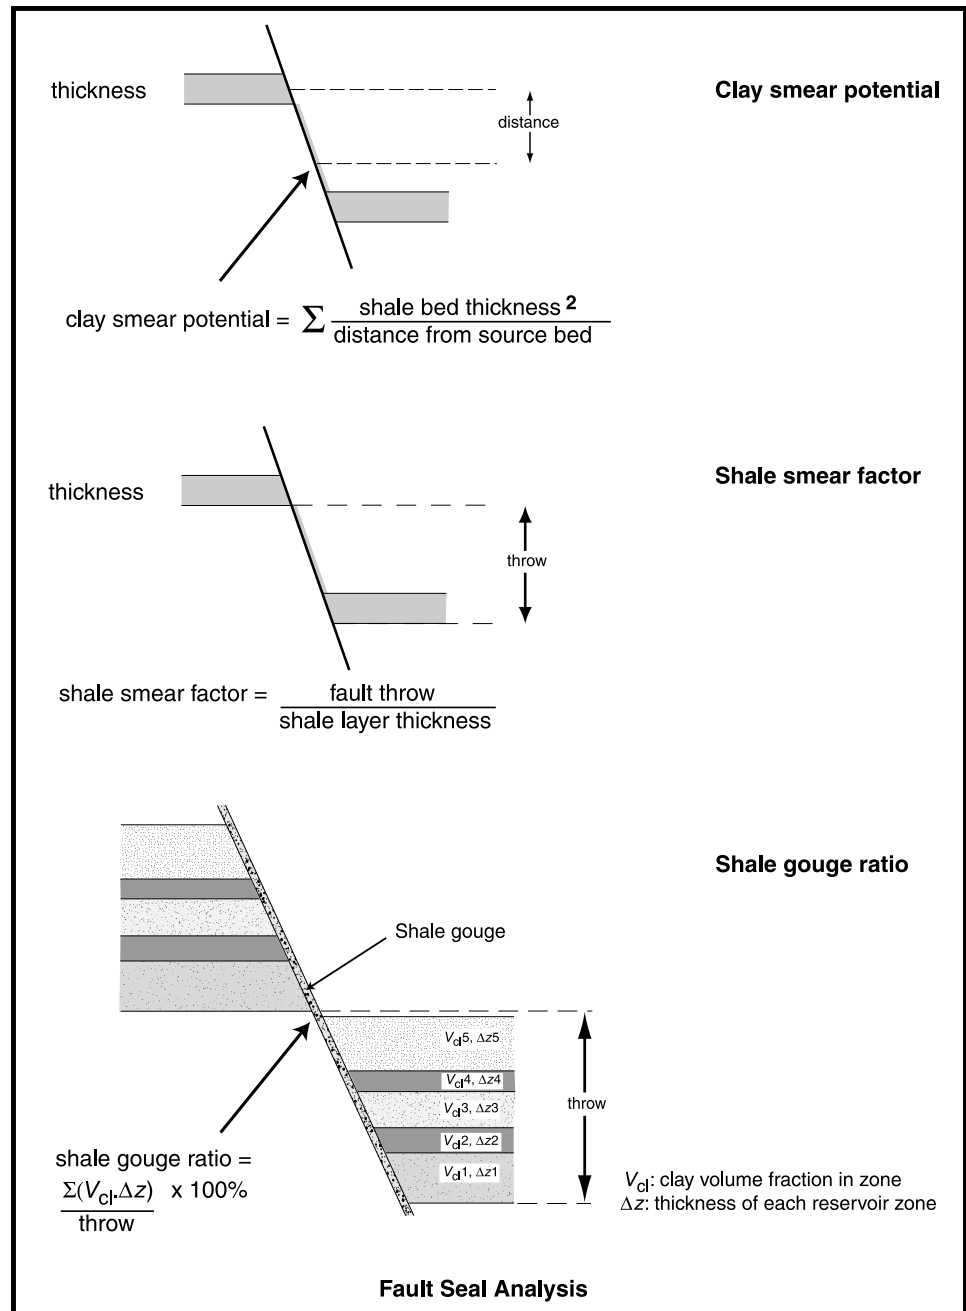 thickness
Clay smear potential
distance
clay smear potential = Σ shale bed thickness ²
distance from source bed
Shale smear factor
thickness
throw
shale smear factor = fault throw
shale layer thickness
Shale gouge ratio
Shale gouge
Vcl5, Δz5
Vcl4, Δz4
Vcl3, Δz3
throw
Vcl2, Δz2
Vcl1, Δz1
shale gouge ratio =
Σ(Vcl.Δz) x 100%
throw
Vcl: clay volume fraction in zone
Δz: thickness of each reservoir zone
Fault Seal Analysis